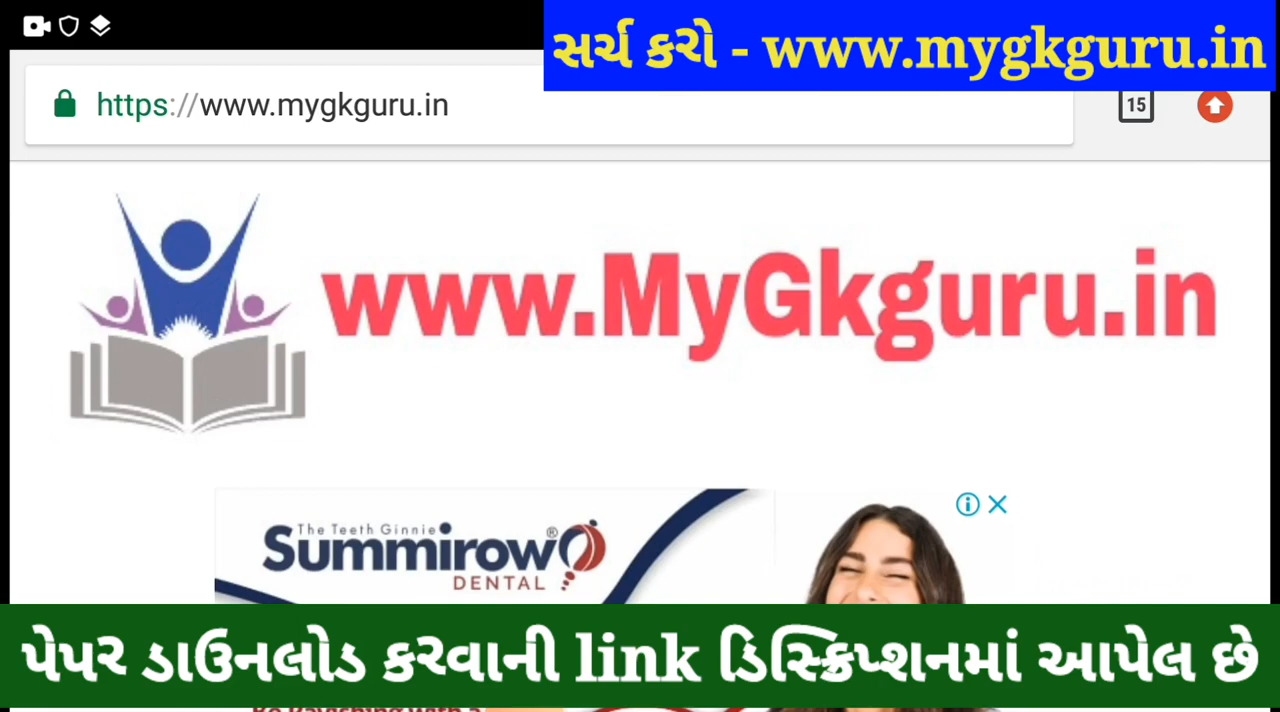 સર્ચ કરો - www.mygkguru.in
https://www.mygkguru.in
15
www.MyGkguru.in
The Teeth Ginnie
Summirow®
DENTAL
પેપર ડાઉનલોડ કરવાની link ડિસ્ક્રિપ્શનમાં આપેલ છે